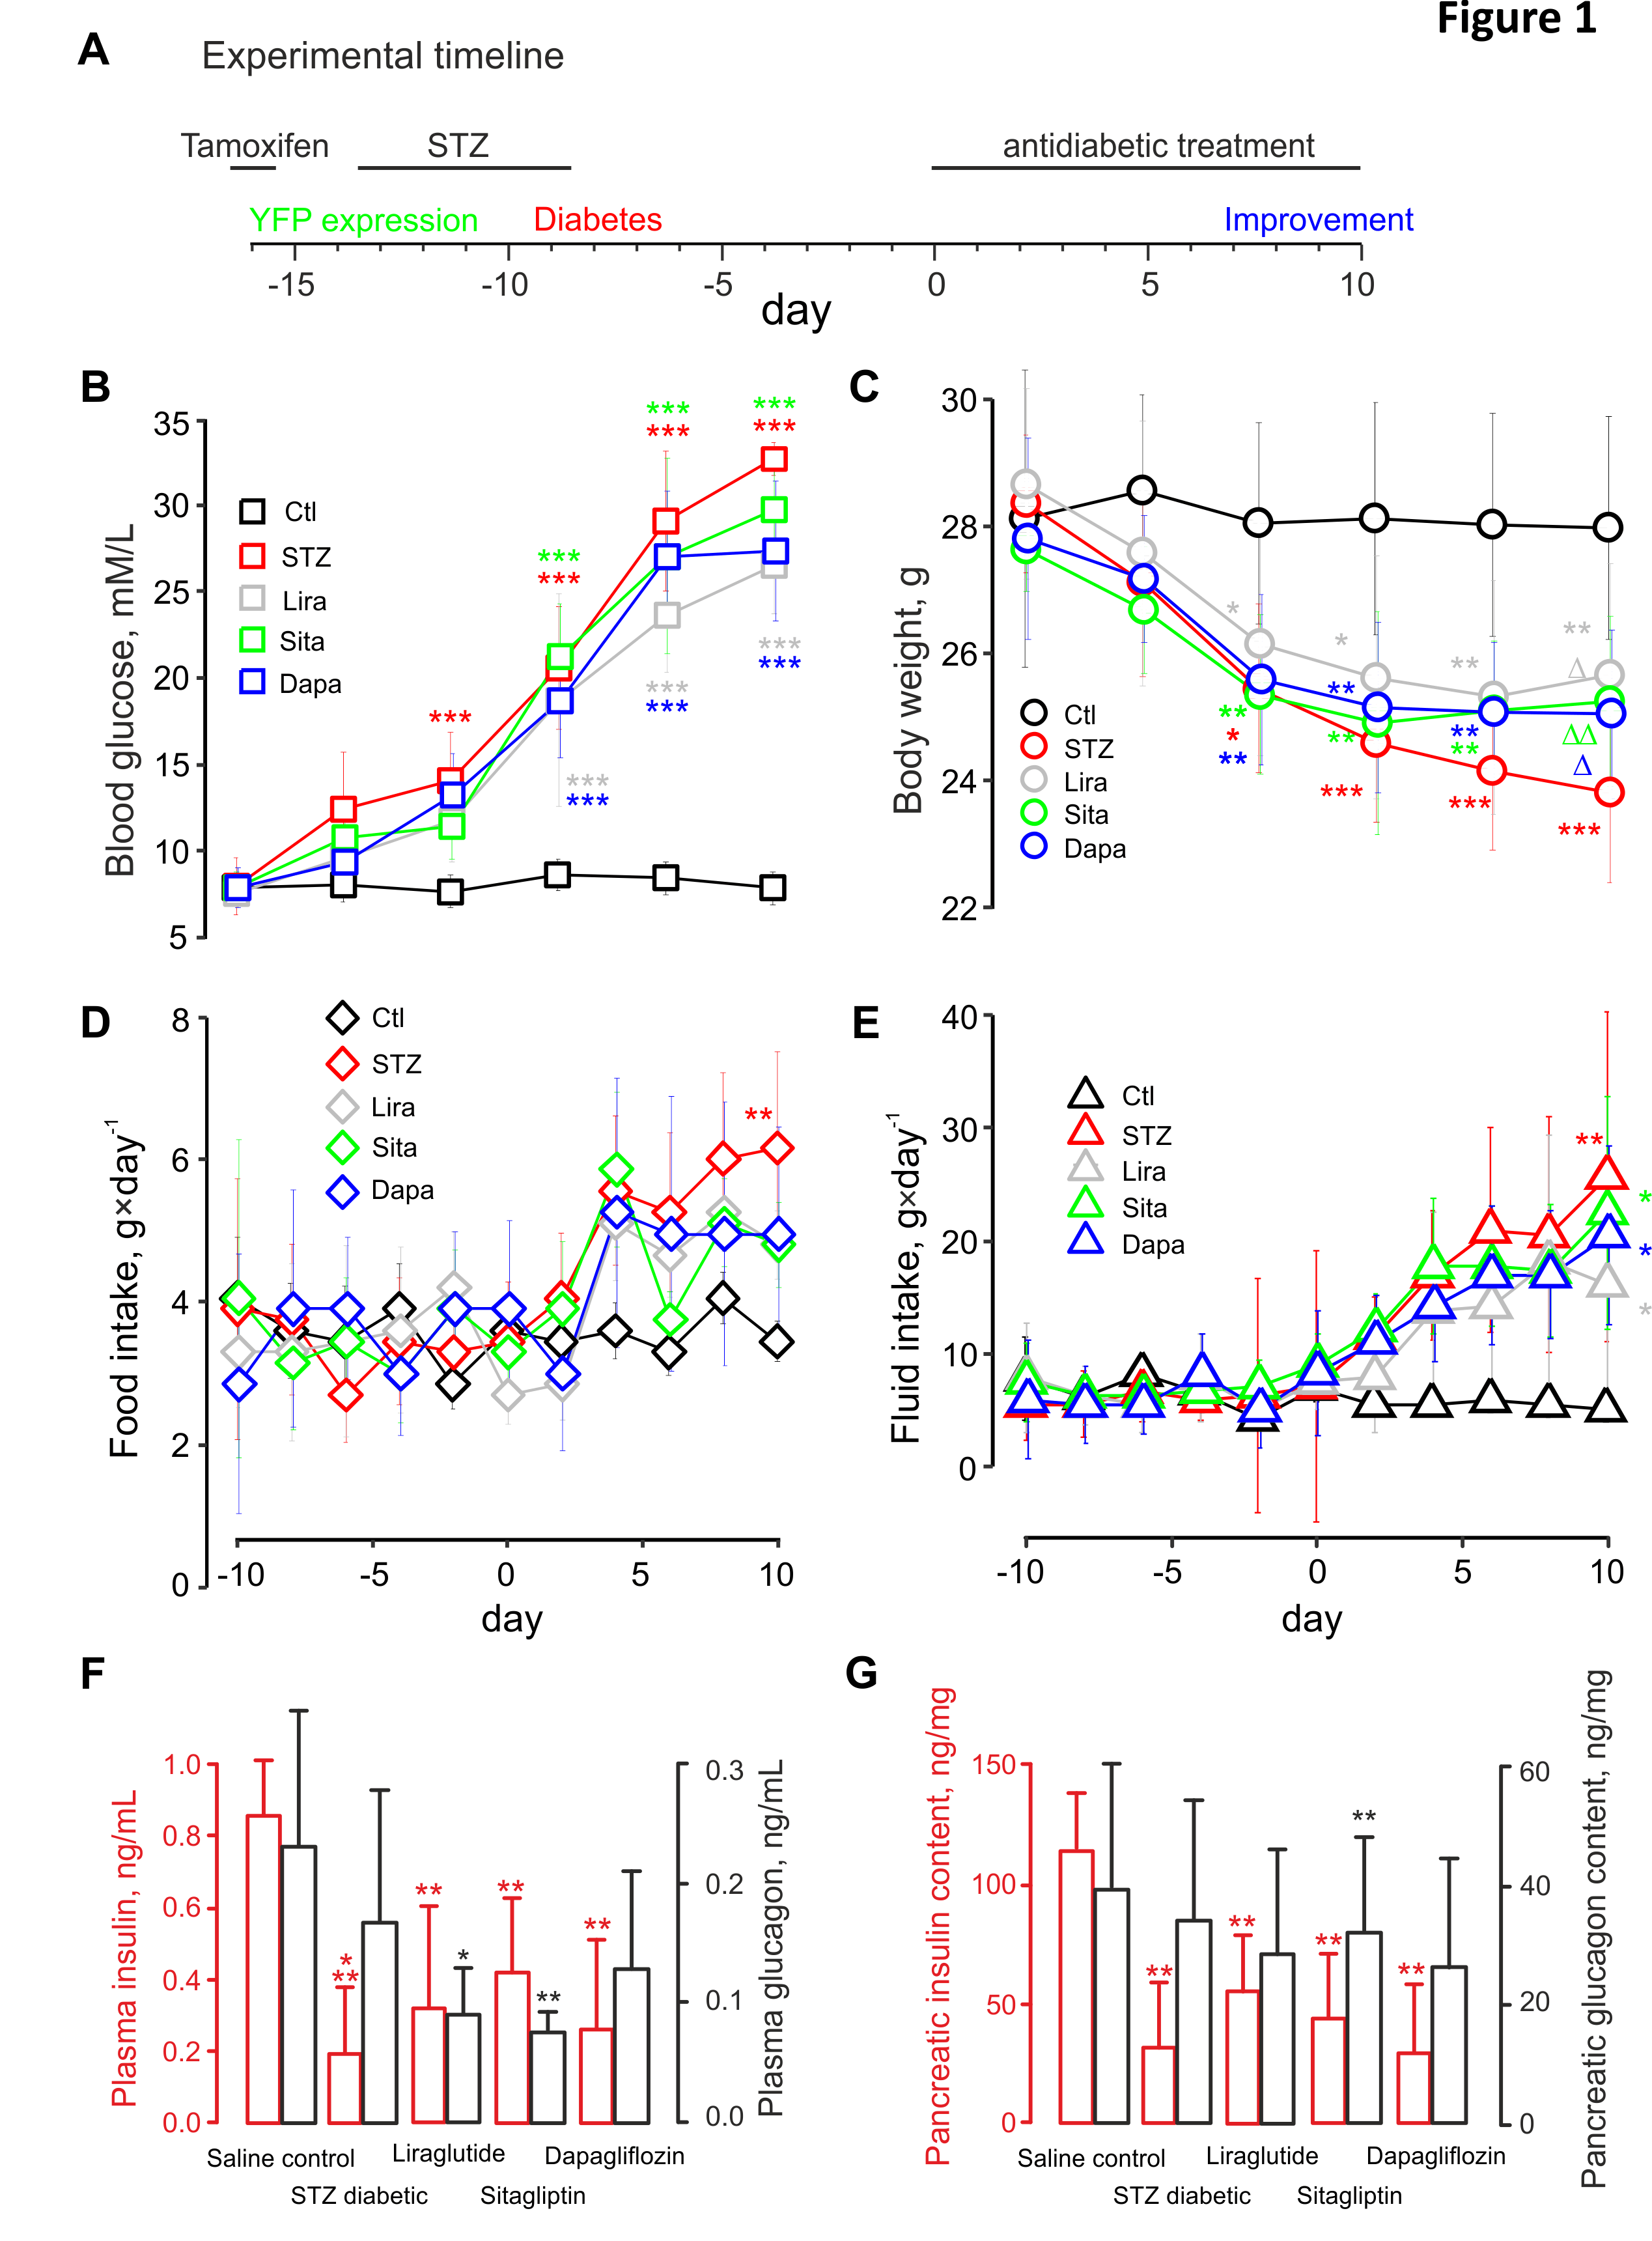 Figure 1
A
Experimental timeline
Tamoxifen STZ antidiabetic treatment
YFP expression Diabetes Improvement
-15 -10 -5 0 5 10
day
B
Blood glucose, mM/L
35
30
25
20
15
10
5
Ctl
STZ
Lira
Sita
Dapa
*** ***
*** ***
***
***
***
*** ***
*** ***
***
***
C
Body weight, g
30
28
26
24
22
Ctl
STZ
Lira
Sita
Dapa
* * ** **
Δ
**
** ** **
* ** ΔΔ
** Δ
*** *** ***
D
Food intake, g×day-1
8
6
4
2
0
Ctl
STZ
Lira
Sita
Dapa
**
-10 -5 0 5 10
day
E
Fluid intake, g×day-1
40
30
20
10
0
Ctl
STZ
Lira
Sita
Dapa
**
*
*
*
-10 -5 0 5 10
day
F
Plasma insulin, ng/mL
1.0
0.8
0.6
0.4
0.2
0.0
*
**
** * ** ** **
0.3
0.2
0.1
0.0
Plasma glucagon, ng/mL
Saline control Liraglutide Dapagliflozin
STZ diabetic Sitagliptin
G
Pancreatic insulin content, ng/mg
150
100
50
0
** ** ** ** **
60
40
20
0
Pancreatic glucagon content, ng/mg
Saline control Liraglutide Dapagliflozin
STZ diabetic Sitagliptin